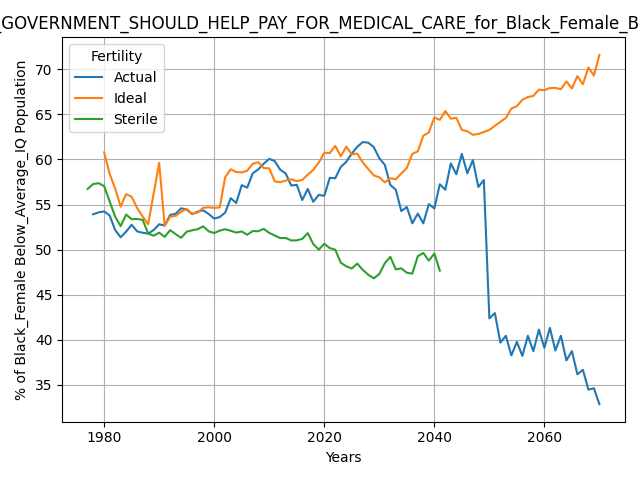 _GOVERNMENT_SHOULD_HELP_PAY_FOR_MEDICAL_CARE_for_Black_Female_B
Fertility
Actual
Ideal
Sterile
% of Black_Female Below_Average_IQ Population
70
65
60
55
50
45
40
35
1980
2000
2020
2040
2060
Years